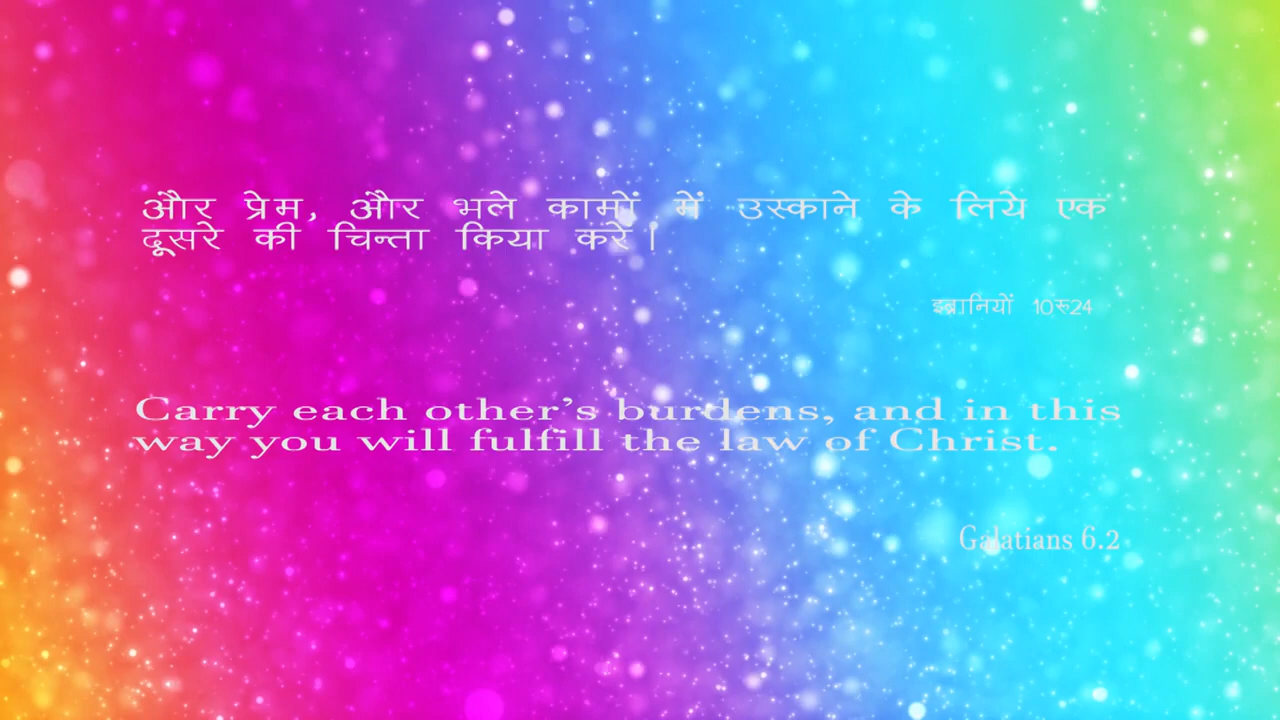 और प्रेम, और भले कामों में उस्काने के लिये एक
दूसरे की चिन्ता किया करें|
इब्रानियों 10रू24
Carry each other’s burdens, and in this
way you will fulfill the law of Christ.
Galatians 6.2